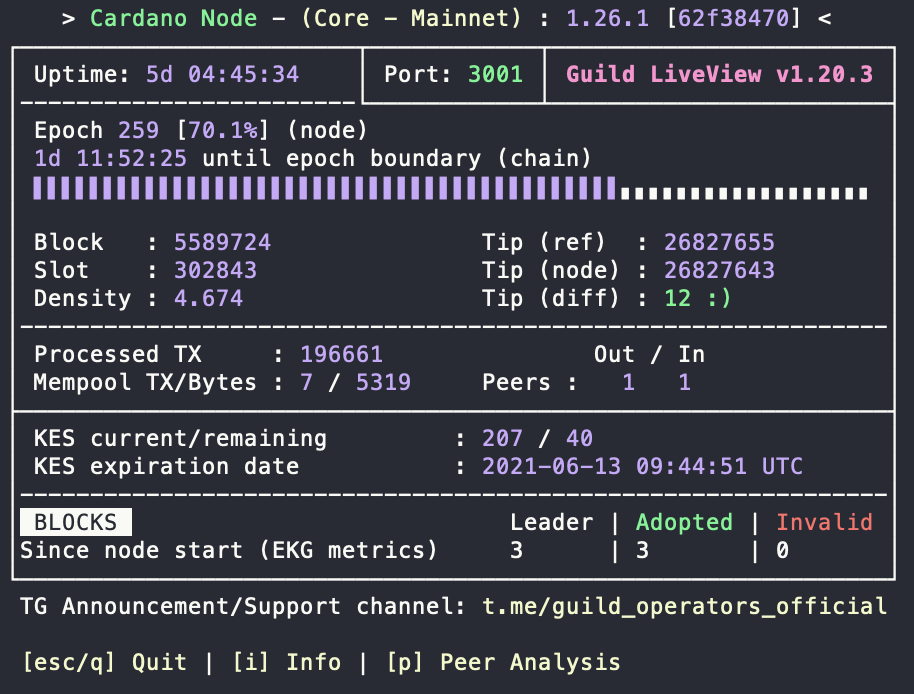 > Cardano Node - (Core - Mainnet) : 1.26.1 [62f38470] <
Uptime: 5d 04:45:34 Port: 3001 Guild LiveView v1.20.3
Epoch 259 [70.1%] (node)
1d 11:52:25 until epoch boundary (chain)
Block : 5589724 Tip (ref) : 26827655
Slot : 302843 Tip (node) : 26827643
Density : 4.674 Tip (diff) : 12 :)
Processed TX : 196661 Out / In
Mempool TX/Bytes : 7 / 5319 Peers : 1 1
KES current/remaining : 207 / 40
KES expiration date : 2021-06-13 09:44:51 UTC
BLOCKS Leader | Adopted | Invalid
Since node start (EKG metrics) 3 | 3 | 0
TG Announcement/Support channel: t.me/guild_operators_official
[esc/q] Quit | [i] Info | [p] Peer Analysis